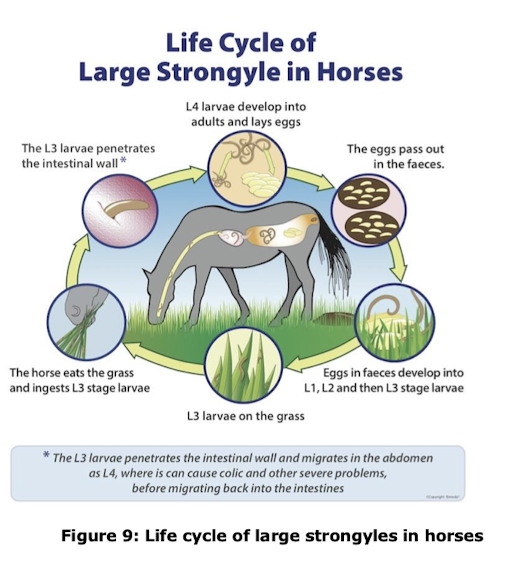 Life Cycle of
Large Strongyle in Horses
L4 larvae develop into
adults and lays eggs
The L3 larvae penetrates
the intestinal wall *
The eggs pass out
in the faeces.
The horse eats the grass
and ingests L3 stage larvae
Eggs in faeces develop into
L1, L2 and then L3 stage larvae
L3 larvae on the grass
* The L3 larvae penetrates the intestinal wall and migrates in the abdomen
as L4, where is can cause colic and other severe problems,
before migrating back into the intestines
Figure 9: Life cycle of large strongyles in horses